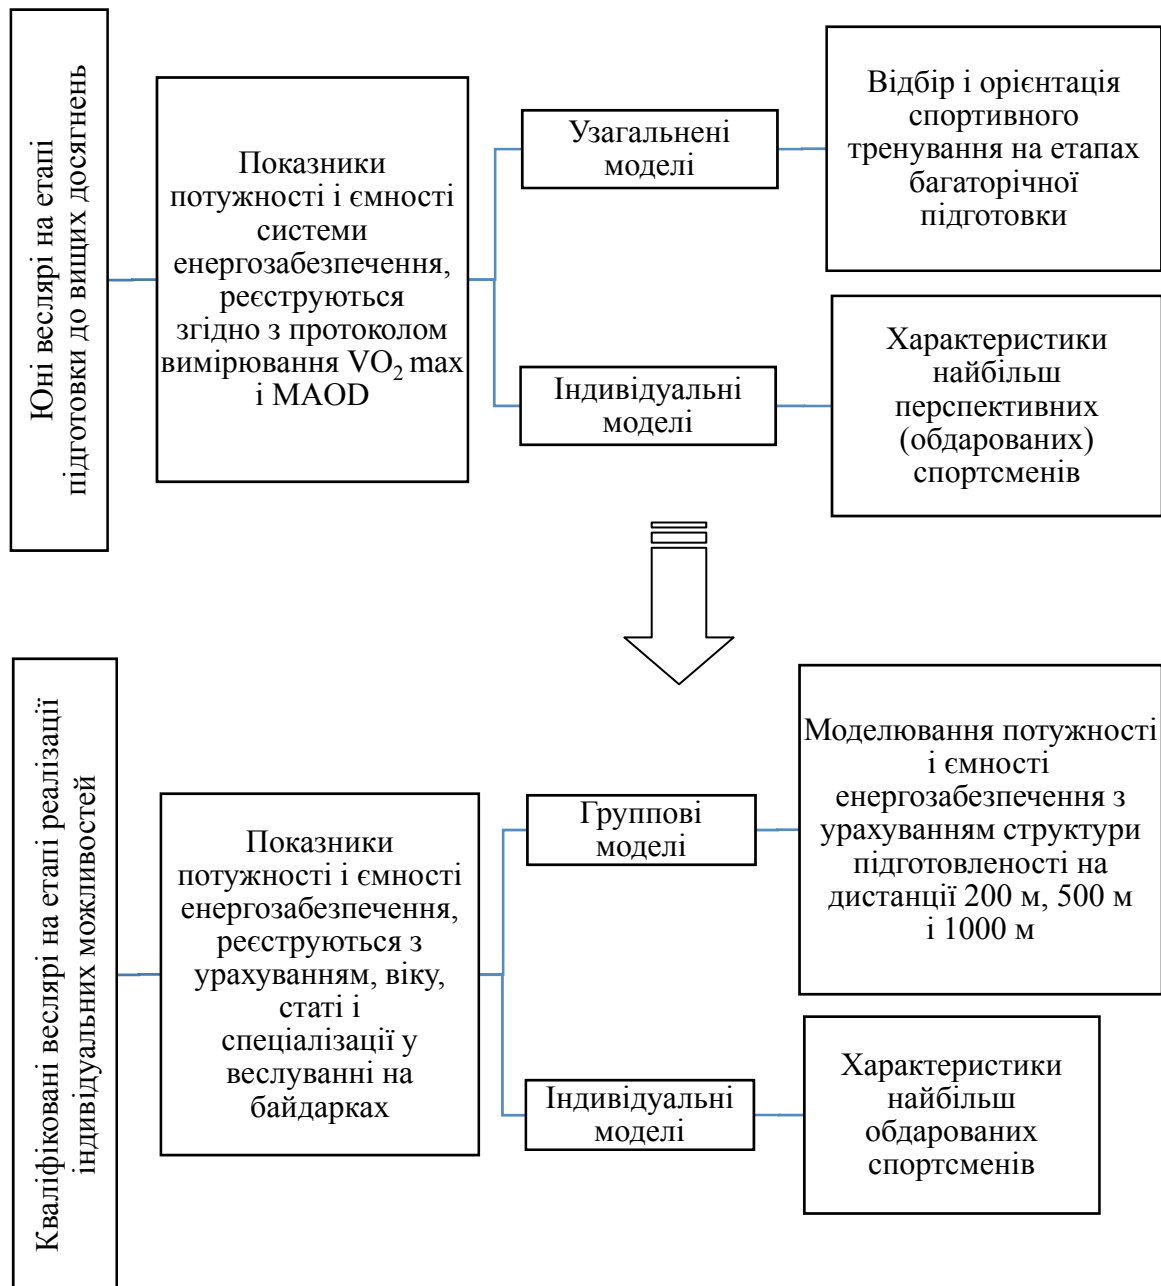 Юні веслярі на етапі
підготовки до вищих досягнень
Показники
потужності і ємності
системи
енергозабезпечення,
реєструються
згідно з протоколом
вимірювання VO₂ max
і MAOD
Узагальнені
моделі
Відбір і орієнтація
спортивного
тренування на етапах
багаторічної
підготовки
Індивідуальні
моделі
Характеристики
найбільш
перспективних
(обдарованих)
спортсменів
Кваліфіковані веслярі на етапі реалізації
індивідуальних можливостей
Показники
потужності і ємності
енергозабезпечення,
реєструються з
урахуванням, віку,
статі і
спеціалізації у
веслуванні на
байдарках
Группові
моделі
Моделювання потужності
і ємності
енергозабезпечення з
урахуванням структури
підготовленості на
дистанції 200 м, 500 м
і 1000 м
Індивідуальні
моделі
Характеристики
найбільш
обдарованих
спортсменів